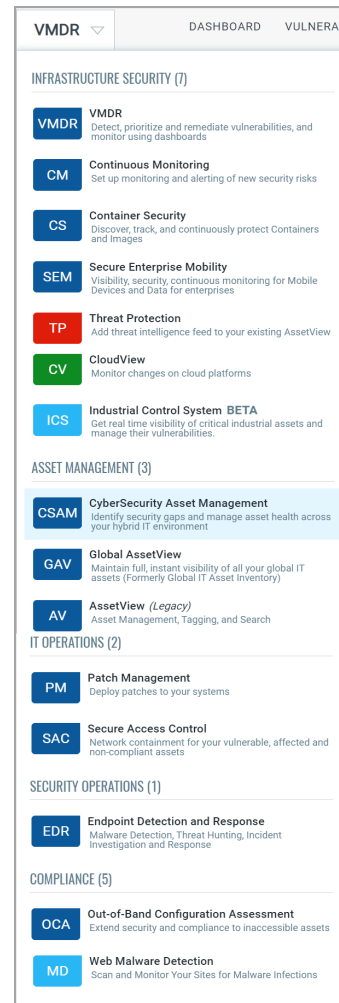 VMDR DASHBOARD VULNERA
INFRASTRUCTURE SECURITY (7)
VMDR VMDR
Detect, prioritize and remediate vulnerabilities, and
monitor using dashboards
CM Continuous Monitoring
Set up monitoring and alerting of new security risks
CS Container Security
Discover, track, and continuously protect Containers
and Images
SEM Secure Enterprise Mobility
Visibility, security, continuous monitoring for Mobile
Devices and Data for enterprises
TP Threat Protection
Add threat intelligence feed to your existing AssetView
CV CloudView
Monitor changes on cloud platforms
ICS Industrial Control System BETA
Get real time visibility of critical industrial assets and
manage their vulnerabilities.
ASSET MANAGEMENT (3)
CSAM CyberSecurity Asset Management
Identify security gaps and manage asset health across
your hybrid IT environment
GAV Global AssetView
Maintain full, instant visibility of all your global IT
assets (Formerly Global IT Asset Inventory)
AV AssetView (Legacy)
Asset Management, Tagging, and Search
IT OPERATIONS (2)
PM Patch Management
Deploy patches to your systems
SAC Secure Access Control
Network containment for your vulnerable, affected and
non-compliant assets
SECURITY OPERATIONS (1)
EDR Endpoint Detection and Response
Malware Detection, Threat Hunting, Incident
Investigation and Response
COMPLIANCE (5)
OCA Out-of-Band Configuration Assessment
Extend security and compliance to inaccessible assets
MD Web Malware Detection
Scan and Monitor Your Sites for Malware Infections